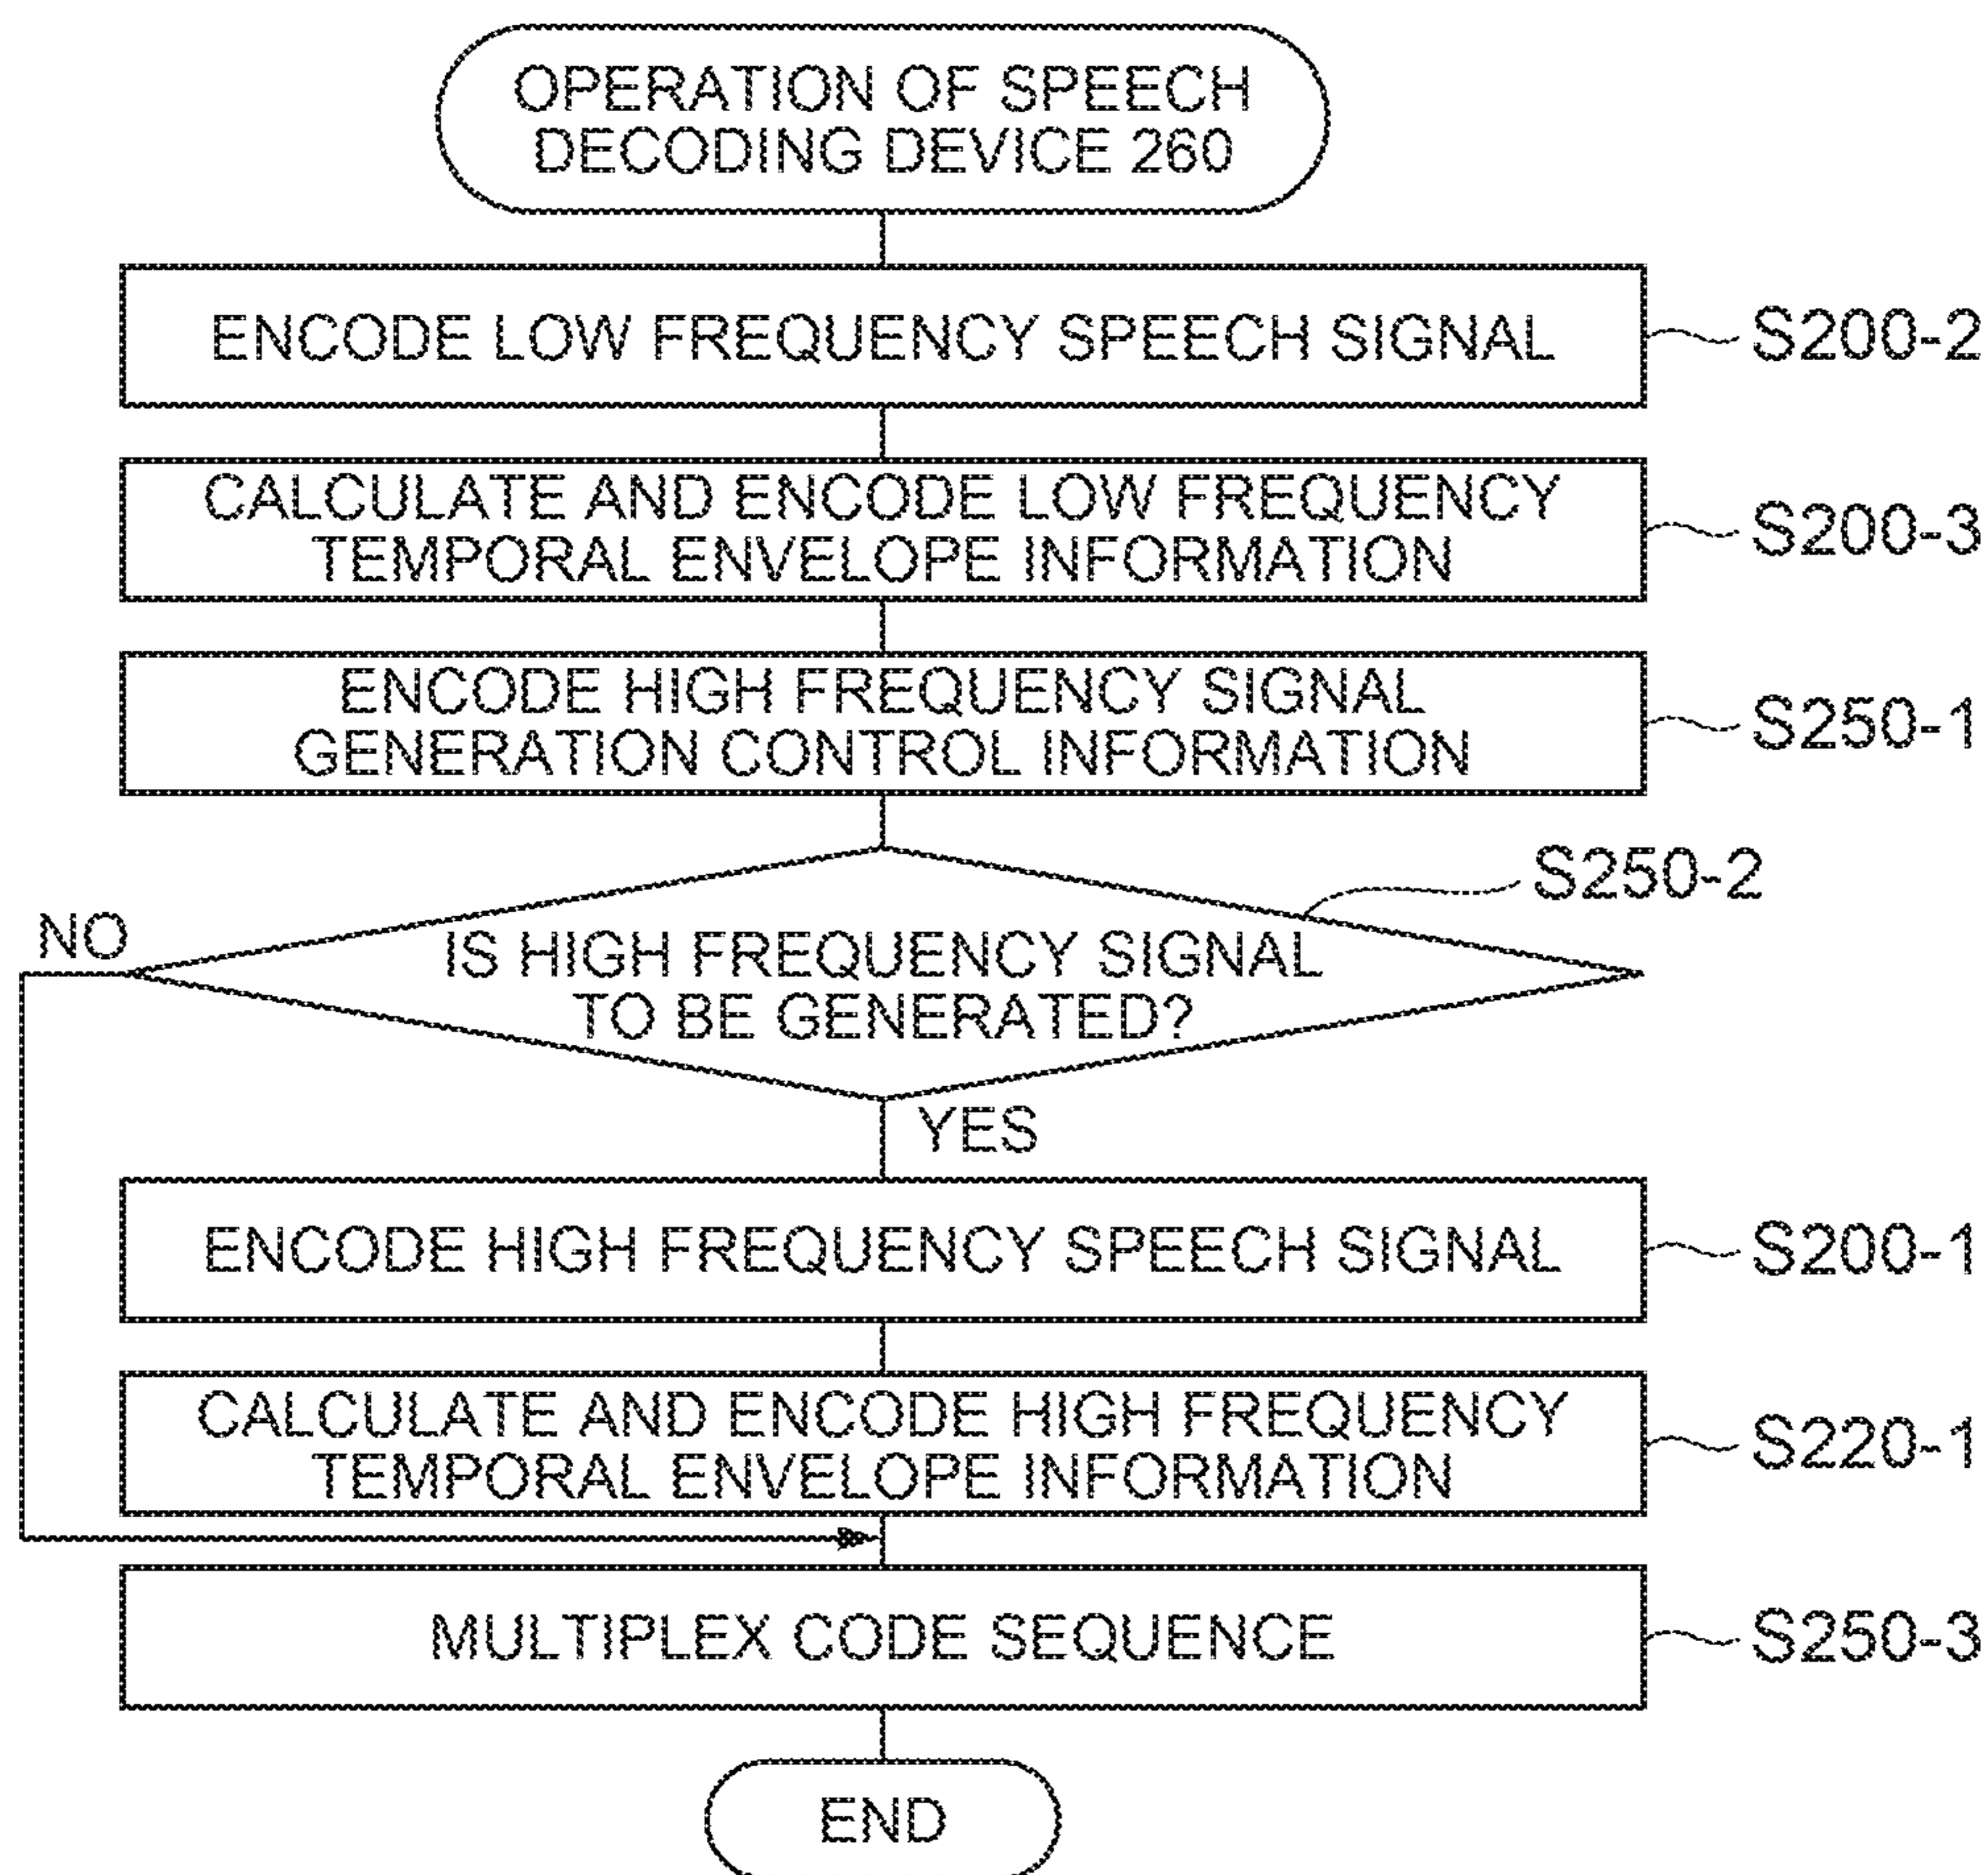 OPERATION OF SPEECH
DECODING DEVICE 260
ENCODE LOW FREQUENCY SPEECH SIGNAL
S200-2
CALCULATE AND ENCODE LOW FREQUENCY
TEMPORAL ENVELOPE INFORMATION
S200-3
ENCODE HIGH FREQUENCY SIGNAL
GENERATION CONTROL INFORMATION
S250-1
S250-2
NO
IS HIGH FREQUENCY SIGNAL
TO BE GENERATED?
YES
ENCODE HIGH FREQUENCY SPEECH SIGNAL
S200-1
CALCULATE AND ENCODE HIGH FREQUENCY
TEMPORAL ENVELOPE INFORMATION
S220-1
MULTIPLEX CODE SEQUENCE
S250-3
END